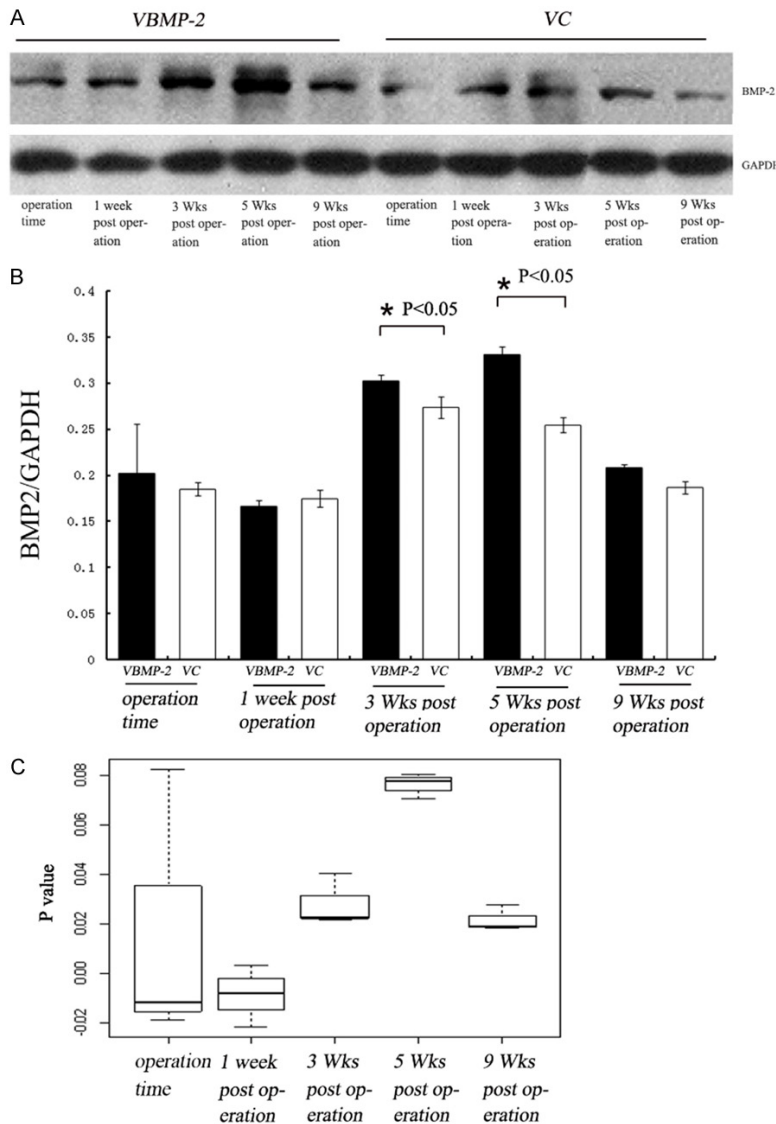 A
VBMP-2 VC
BMP-2
GAPDH
operation
time
1 week
post oper-
ation
3 Wks
post oper-
ation
5 Wks
post oper-
ation
9 Wks
post oper-
ation
operation
time
1 week
post opera-
tion
3 Wks
post op-
eration
5 Wks
post op-
eration
9 Wks
post op-
eration
B
BMP2/GAPDH
0.4
0.35
0.3
0.25
0.2
0.15
0.1
0.05
0
* P<0.05
* P<0.05
VBMP-2 VC VBMP-2 VC VBMP-2 VC VBMP-2 VC VBMP-2 VC
operation
time
1 week post
operation
3 Wks post
operation
5 Wks post
operation
9 Wks post
operation
C
P value
0.08
0.06
0.04
0.02
0.00
-0.02
operation
time
1 week
post op-
eration
3 Wks
post op-
eration
5 Wks
post op-
eration
9 Wks
post op-
eration